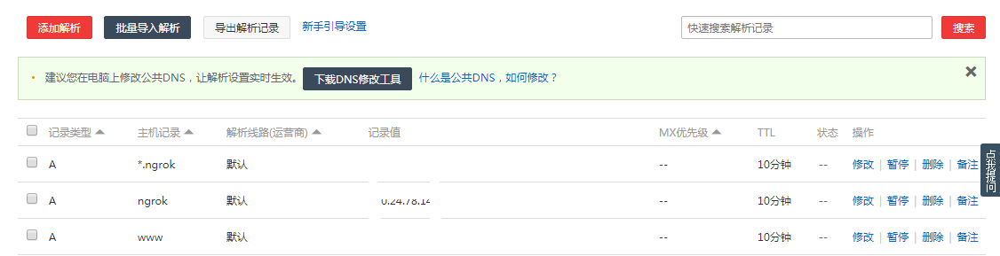 添加解析 批量导入解析 导出解析记录 新手引导设置 快速搜索解析记录 搜索
建议您在电脑上修改公共DNS，让解析设置实时生效。 下载DNS修改工具 什么是公共DNS，如何修改？
记录类型 主机记录 解析线路(运营商) 记录值 MX优先级 TTL 状态 操作
A *.ngrok 默认 -- 10分钟 -- 修改 | 暂停 | 删除 | 备注
A ngrok 默认 -- 10分钟 -- 修改 | 暂停 | 删除 | 备注
A www 默认 -- 10分钟 -- 修改 | 暂停 | 删除 | 备注
点我提问